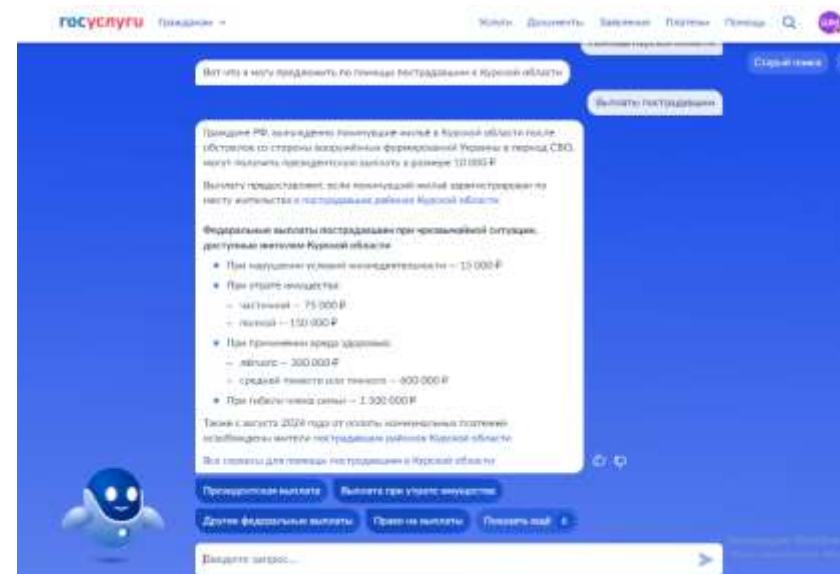 госуслуги Гражданам
Услуги Документы Заявления Платежи Помощь
Старый поиск
Вот что я могу предложить по помощи пострадавшим в Курской области
Выплаты пострадавшим
Граждане РФ, вынужденно покинувшие жильё в Курской области после
обстрелов со стороны вооружённых формирований Украины в период СВО,
могут получить президентскую выплату в размере 10 000 ₽
Выплату предоставляют, если покинувший жильё зарегистрирован по
месту жительства в пострадавших районах Курской области
Федеральные выплаты пострадавшим при чрезвычайной ситуации,
доступные жителям Курской области
• При нарушении условий жизнедеятельности — 15 000 ₽
• При утрате имущества:
– частичной — 75 000 ₽
– полной — 150 000 ₽
• При причинении вреда здоровью:
– лёгкого — 300 000 ₽
– средней тяжести или тяжкого — 600 000 ₽
• При гибели члена семьи — 1 500 000 ₽
Также с августа 2024 года от оплаты коммунальных платежей
освобождены жители пострадавших районов Курской области
Все сервисы для помощи пострадавшим в Курской области
Президентская выплата Выплата при утрате имущества
Другие федеральные выплаты Право на выплаты Показать ещё
Введите запрос...